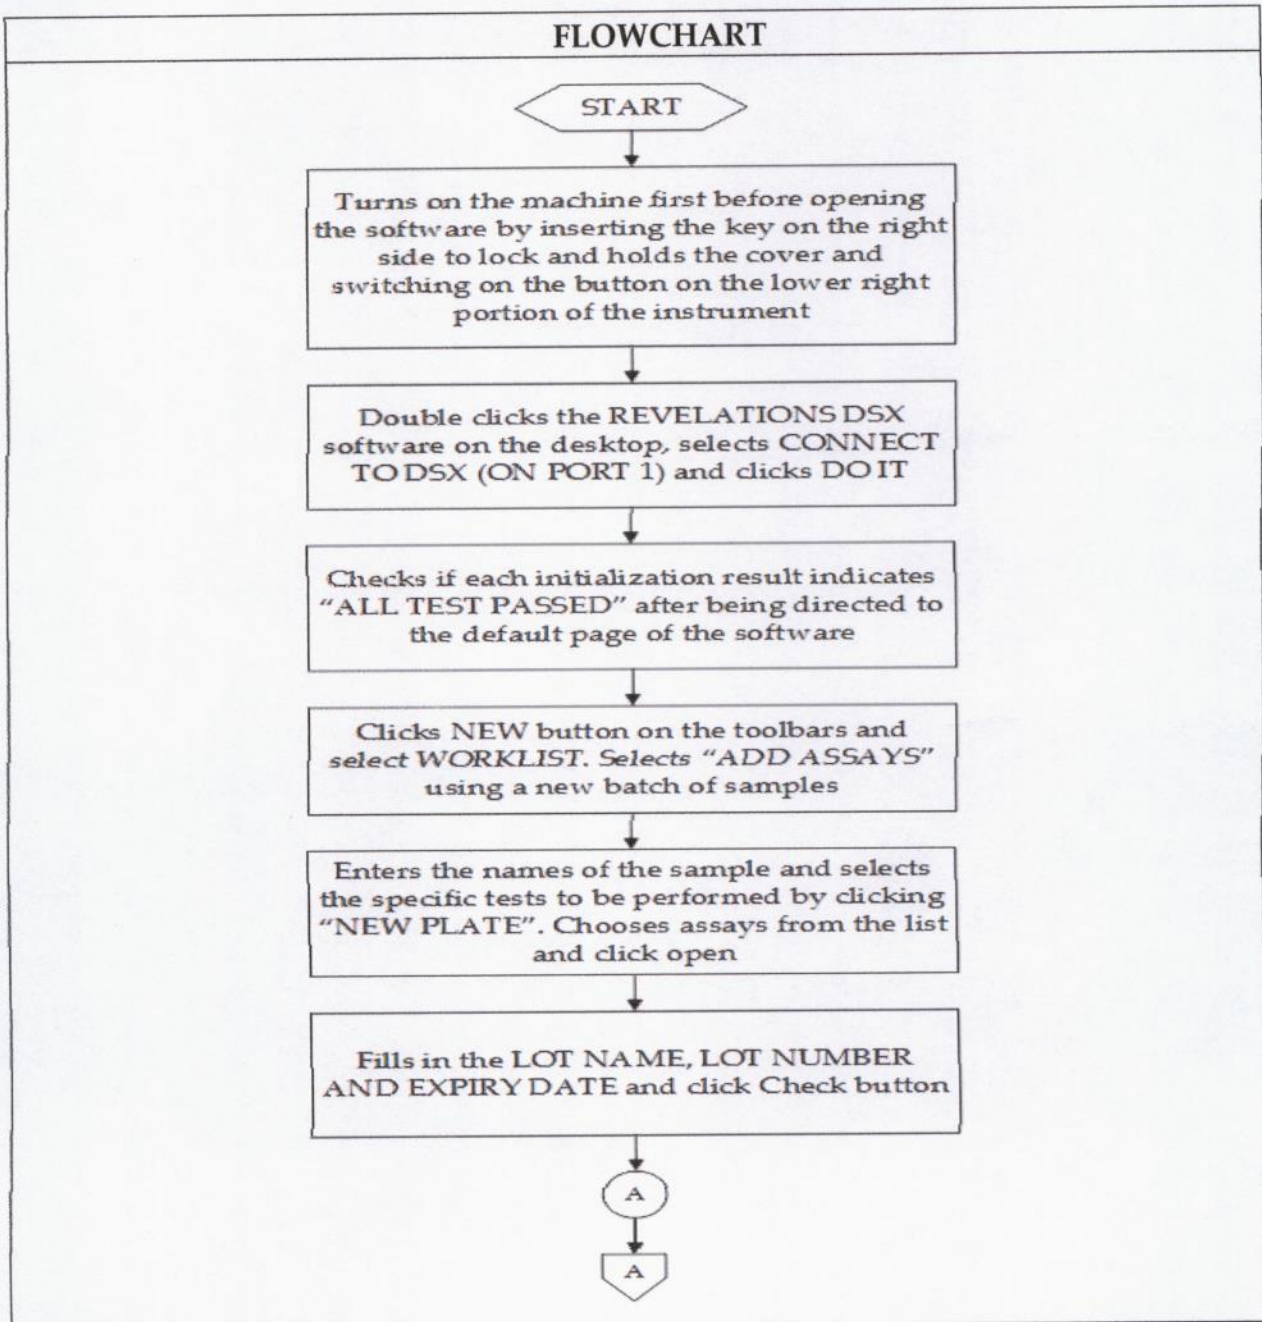 FLOWCHART
START
Turns on the machine first before opening
the software by inserting the key on the right
side to lock and holds the cover and
switching on the button on the lower right
portion of the instrument
Double clicks the REVELATIONS DSX
software on the desktop, selects CONNECT
TO DSX (ON PORT 1) and clicks DO IT
Checks if each initialization result indicates
“ALL TEST PASSED” after being directed to
the default page of the software
Clicks NEW button on the toolbars and
select WORKLIST. Selects “ADD ASSAYS”
using a new batch of samples
Enters the names of the sample and selects
the specific tests to be performed by clicking
“NEW PLATE”. Chooses assays from the list
and click open
Fills in the LOT NAME, LOT NUMBER
AND EXPIRY DATE and click Check button
A
A